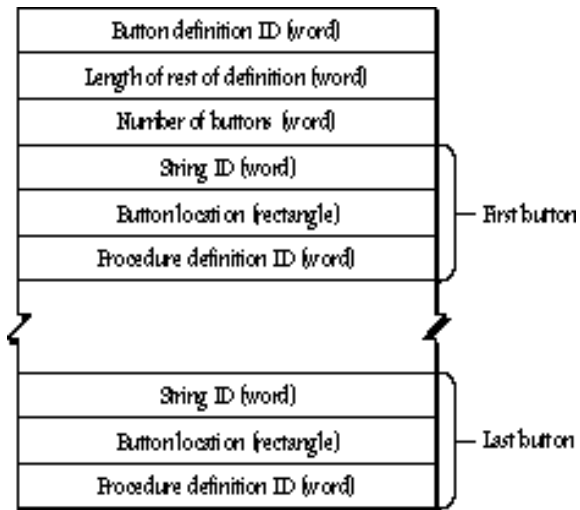 Button definition ID (word)
Length of rest of definition (word)
Number of buttons (word)
String ID (word)
Button location (rectangle)
First button
Procedure definition ID (word)
String ID (word)
Button location (rectangle)
Last button
Procedure definition ID (word)